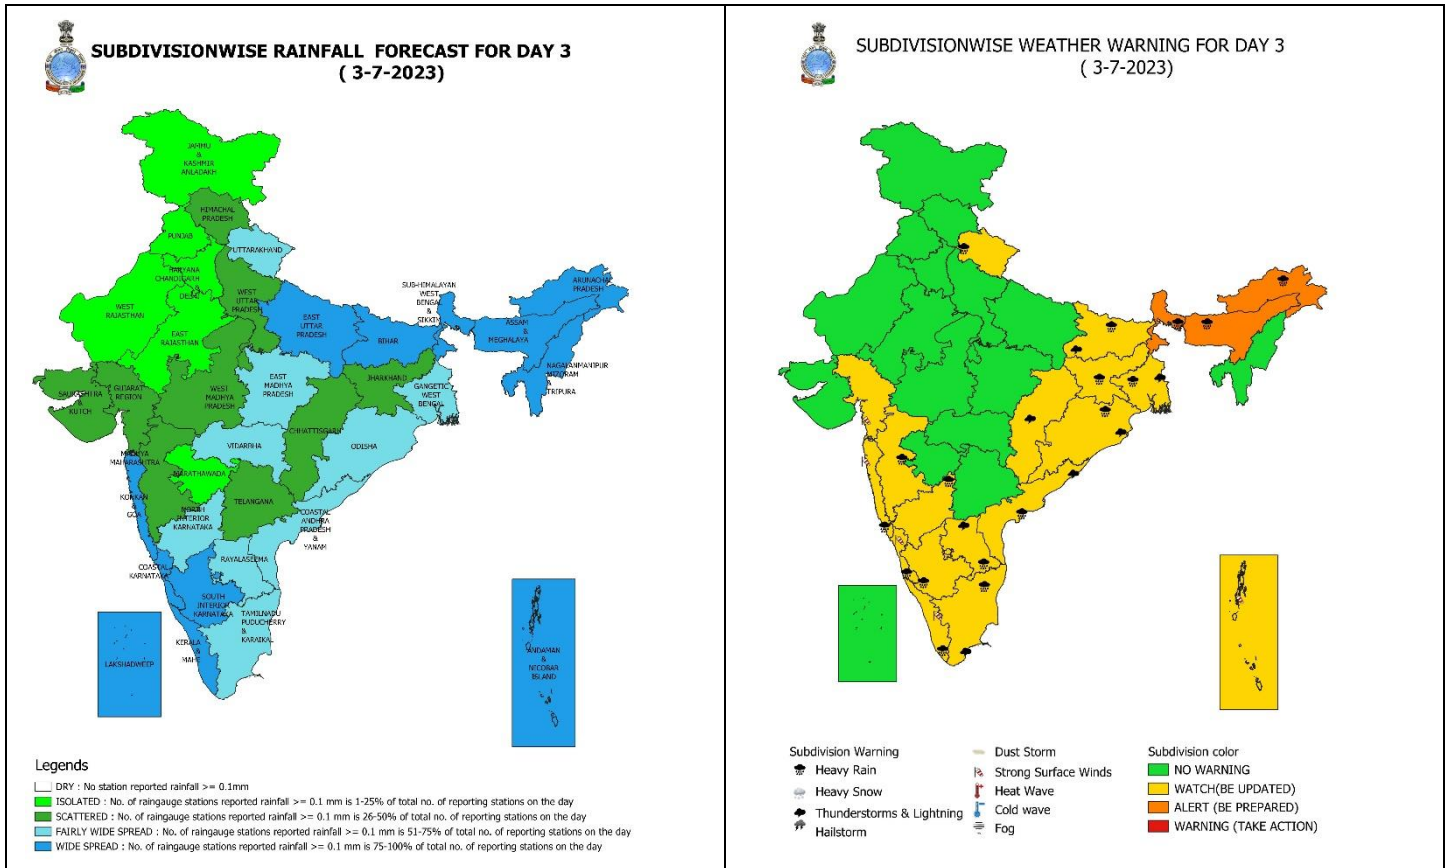 SUBDIVISIONWISE RAINFALL FORECAST FOR DAY 3
( 3-7-2023)
JAMMU
&
KASHMIR
ANLADAKH
HIMACHAL
PRADESH
PUNJAB
UTTARAKHAND
HARYANA
CHANDIGARH
&
DELHI
WEST
UTTAR
PRADESH
WEST
RAJASTHAN
EAST
RAJASTHAN
EAST
UTTAR
PRADESH
BIHAR
SUB-HIMALAYAN
WEST
BENGAL
&
SIKKIM
ARUNACHAL
PRADESH
ASSAM
&
MEGHALAYA
NAGALANMANIPUR
MIZORAM
&
TRIPURA
SAURASHTRA
&
KUTCH
GUJARAT
REGION
WEST
MADHYA
PRADESH
EAST
MADHYA
PRADESH
JHARKHAND
GANGETIC
WEST
BENGAL
CHHATTISGARH
ODISHA
VIDARBHA
MADHYA
MAHARASHTRA
MARATHAWADA
KONKAN
&
GOA
TELANGANA
NORTH
INTERIOR
KARNATAKA
COASTAL
ANDHRA
PRADESH
&
YANAM
RAYALASEEMA
COASTAL
KARNATAKA
SOUTH
INTERIOR
KARNATAKA
TAMILNADU
PUDUCHERRY
&
KARAIKAL
KERALA
&
MAHE
LAKSHADWEEP
ANDAMAN
&
NICOBAR
ISLAND
Legends
DRY : No station reported rainfall >= 0.1mm
ISOLATED : No. of raingauge stations reported rainfall >= 0.1 mm is 1-25% of total no. of reporting stations on the day
SCATTERED : No. of raingauge stations reported rainfall >= 0.1 mm is 26-50% of total no. of reporting stations on the day
FAIRLY WIDE SPREAD : No. of raingauge stations reported rainfall >= 0.1 mm is 51-75% of total no. of reporting stations on the day
WIDE SPREAD : No. of raingauge stations reported rainfall >= 0.1 mm is 75-100% of total no. of reporting stations on the day
SUBDIVISIONWISE WEATHER WARNING FOR DAY 3
( 3-7-2023)
Subdivision Warning
Heavy Rain
Heavy Snow
Thunderstorms & Lightning
Hailstorm
Dust Storm
Strong Surface Winds
Heat Wave
Cold wave
Fog
Subdivision color
NO WARNING
WATCH(BE UPDATED)
ALERT (BE PREPARED)
WARNING (TAKE ACTION)